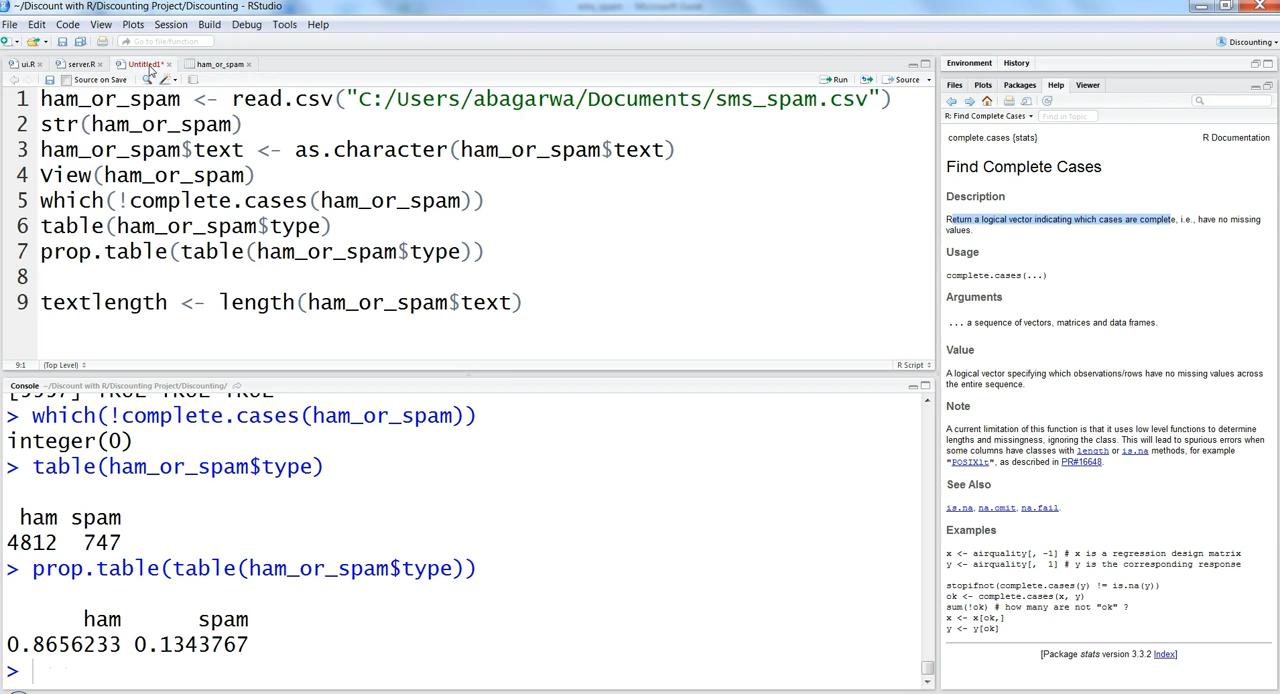 ~/Discount with R/Discounting Project/Discounting - RStudio
File Edit Code View Plots Session Build Debug Tools Help
Go to file/function
Discounting
ui.R server.R Untitled1* ham_or_spam
Source on Save Run Source
1 ham_or_spam <- read.csv("C:/Users/abagarwa/Documents/sms_spam.csv")
2 str(ham_or_spam)
3 ham_or_spam$text <- as.character(ham_or_spam$text)
4 View(ham_or_spam)
5 which(!complete.cases(ham_or_spam))
6 table(ham_or_spam$type)
7 prop.table(table(ham_or_spam$type))
8
9 textlength <- length(ham_or_spam$text)
9:1 (Top Level) R Script
Console ~/Discount with R/Discounting Project/Discounting/
> which(!complete.cases(ham_or_spam))
integer(0)
> table(ham_or_spam$type)
ham spam
4812 747
> prop.table(table(ham_or_spam$type))
ham spam
0.8656233 0.1343767
>
Environment History
Files Plots Packages Help Viewer
R: Find Complete Cases Find in Topic
complete.cases {stats} R Documentation
Find Complete Cases
Description
Return a logical vector indicating which cases are complete, i.e., have no missing
values.
Usage
complete.cases(...)
Arguments
... a sequence of vectors, matrices and data frames.
Value
A logical vector specifying which observations/rows have no missing values across
the entire sequence.
Note
A current limitation of this function is that it uses low level functions to determine
lengths and missingness, ignoring the class. This will lead to spurious errors when
some columns have classes with length or is.na methods, for example
"POSIXlt", as described in PR#16648.
See Also
is.na, na.omit, na.fail.
Examples
x <- airquality[, -1] # x is a regression design matrix
y <- airquality[, 1] # y is the corresponding response
stopifnot(complete.cases(y) != is.na(y))
ok <- complete.cases(x, y)
sum(!ok) # how many are not "ok" ?
x <- x[ok,]
y <- y[ok]
[Package stats version 3.3.2 Index]